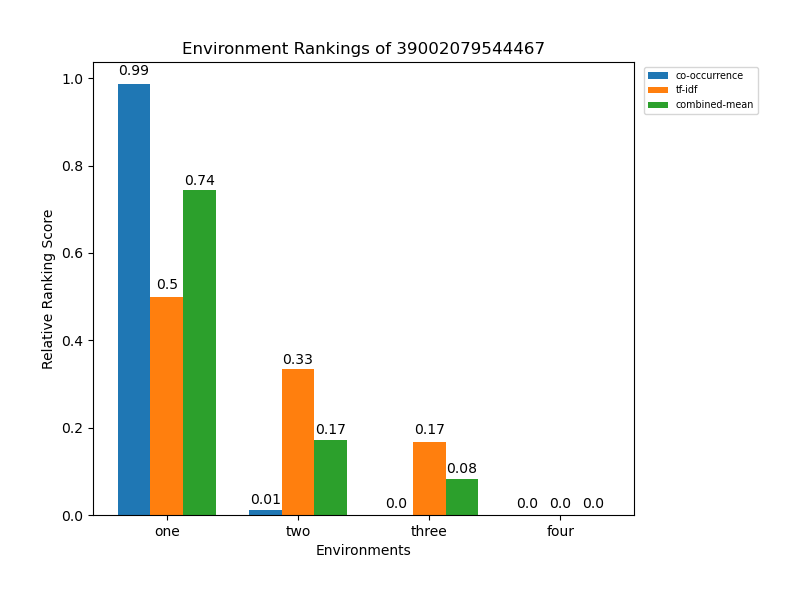 Environment Rankings of 39002079544467
co-occurrence
tf-idf
combined-mean
Relative Ranking Score
1.0
0.8
0.6
0.4
0.2
0.0
0.99
0.5
0.74
0.01
0.33
0.17
0.0
0.17
0.08
0.0
0.0
0.0
one
two
three
four
Environments